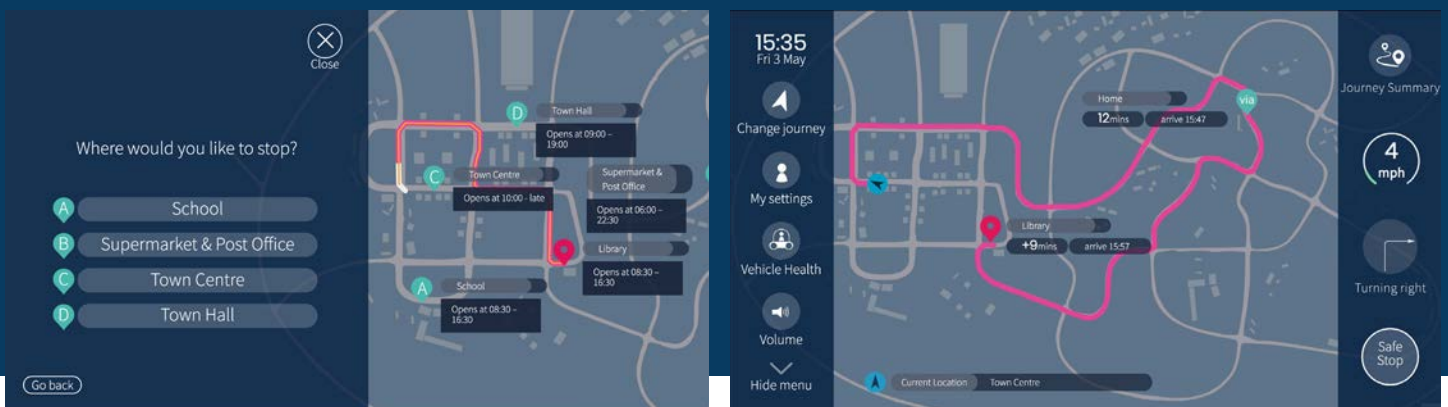 Close
Where would you like to stop?
A School
B Supermarket & Post Office
C Town Centre
D Town Hall
Go back
D
Town Hall
Opens at 09:00 –
19:00
C
Town Centre
Opens at 10:00 - late
Supermarket &
Post Office
Opens at 06:00 –
22:30
Library
Opens at 08:30 –
16:30
A
School
Opens at 08:30 –
16:30
15:35
Fri 3 May
Change journey
My settings
Vehicle Health
Volume
Hide menu
Home
12mins arrive 15:47
via
Library
+9mins arrive 15:57
Current Location Town Centre
Journey Summary
4
mph
Turning right
Safe
Stop